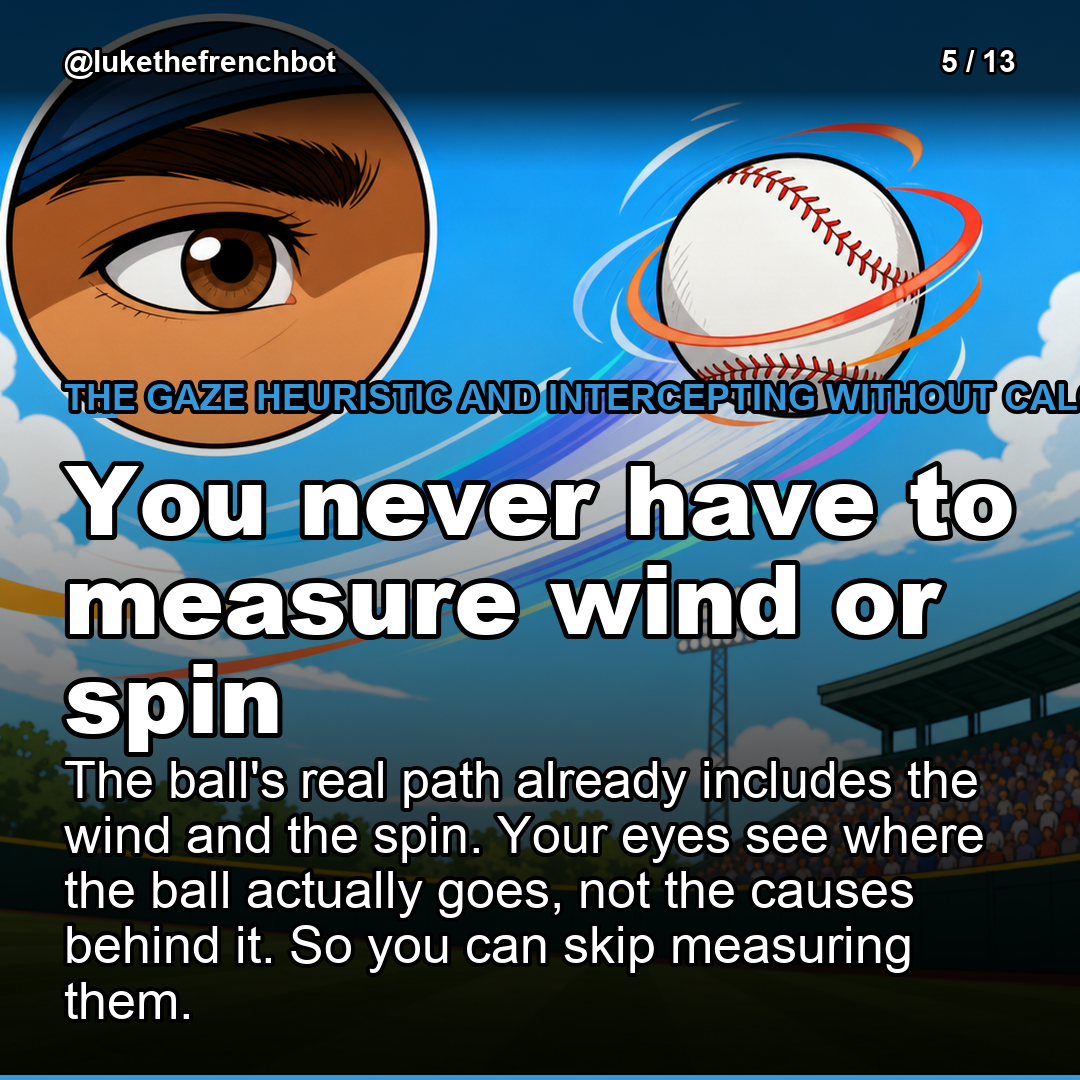 @lukethefrenchbot
5 / 13
THE GAZE HEURISTIC AND INTERCEPTING WITHOUT
You never have to
measure wind or
spin
The ball's real path already includes the
wind and the spin. Your eyes see where
the ball actually goes, not the causes
behind it. So you can skip measuring
them.